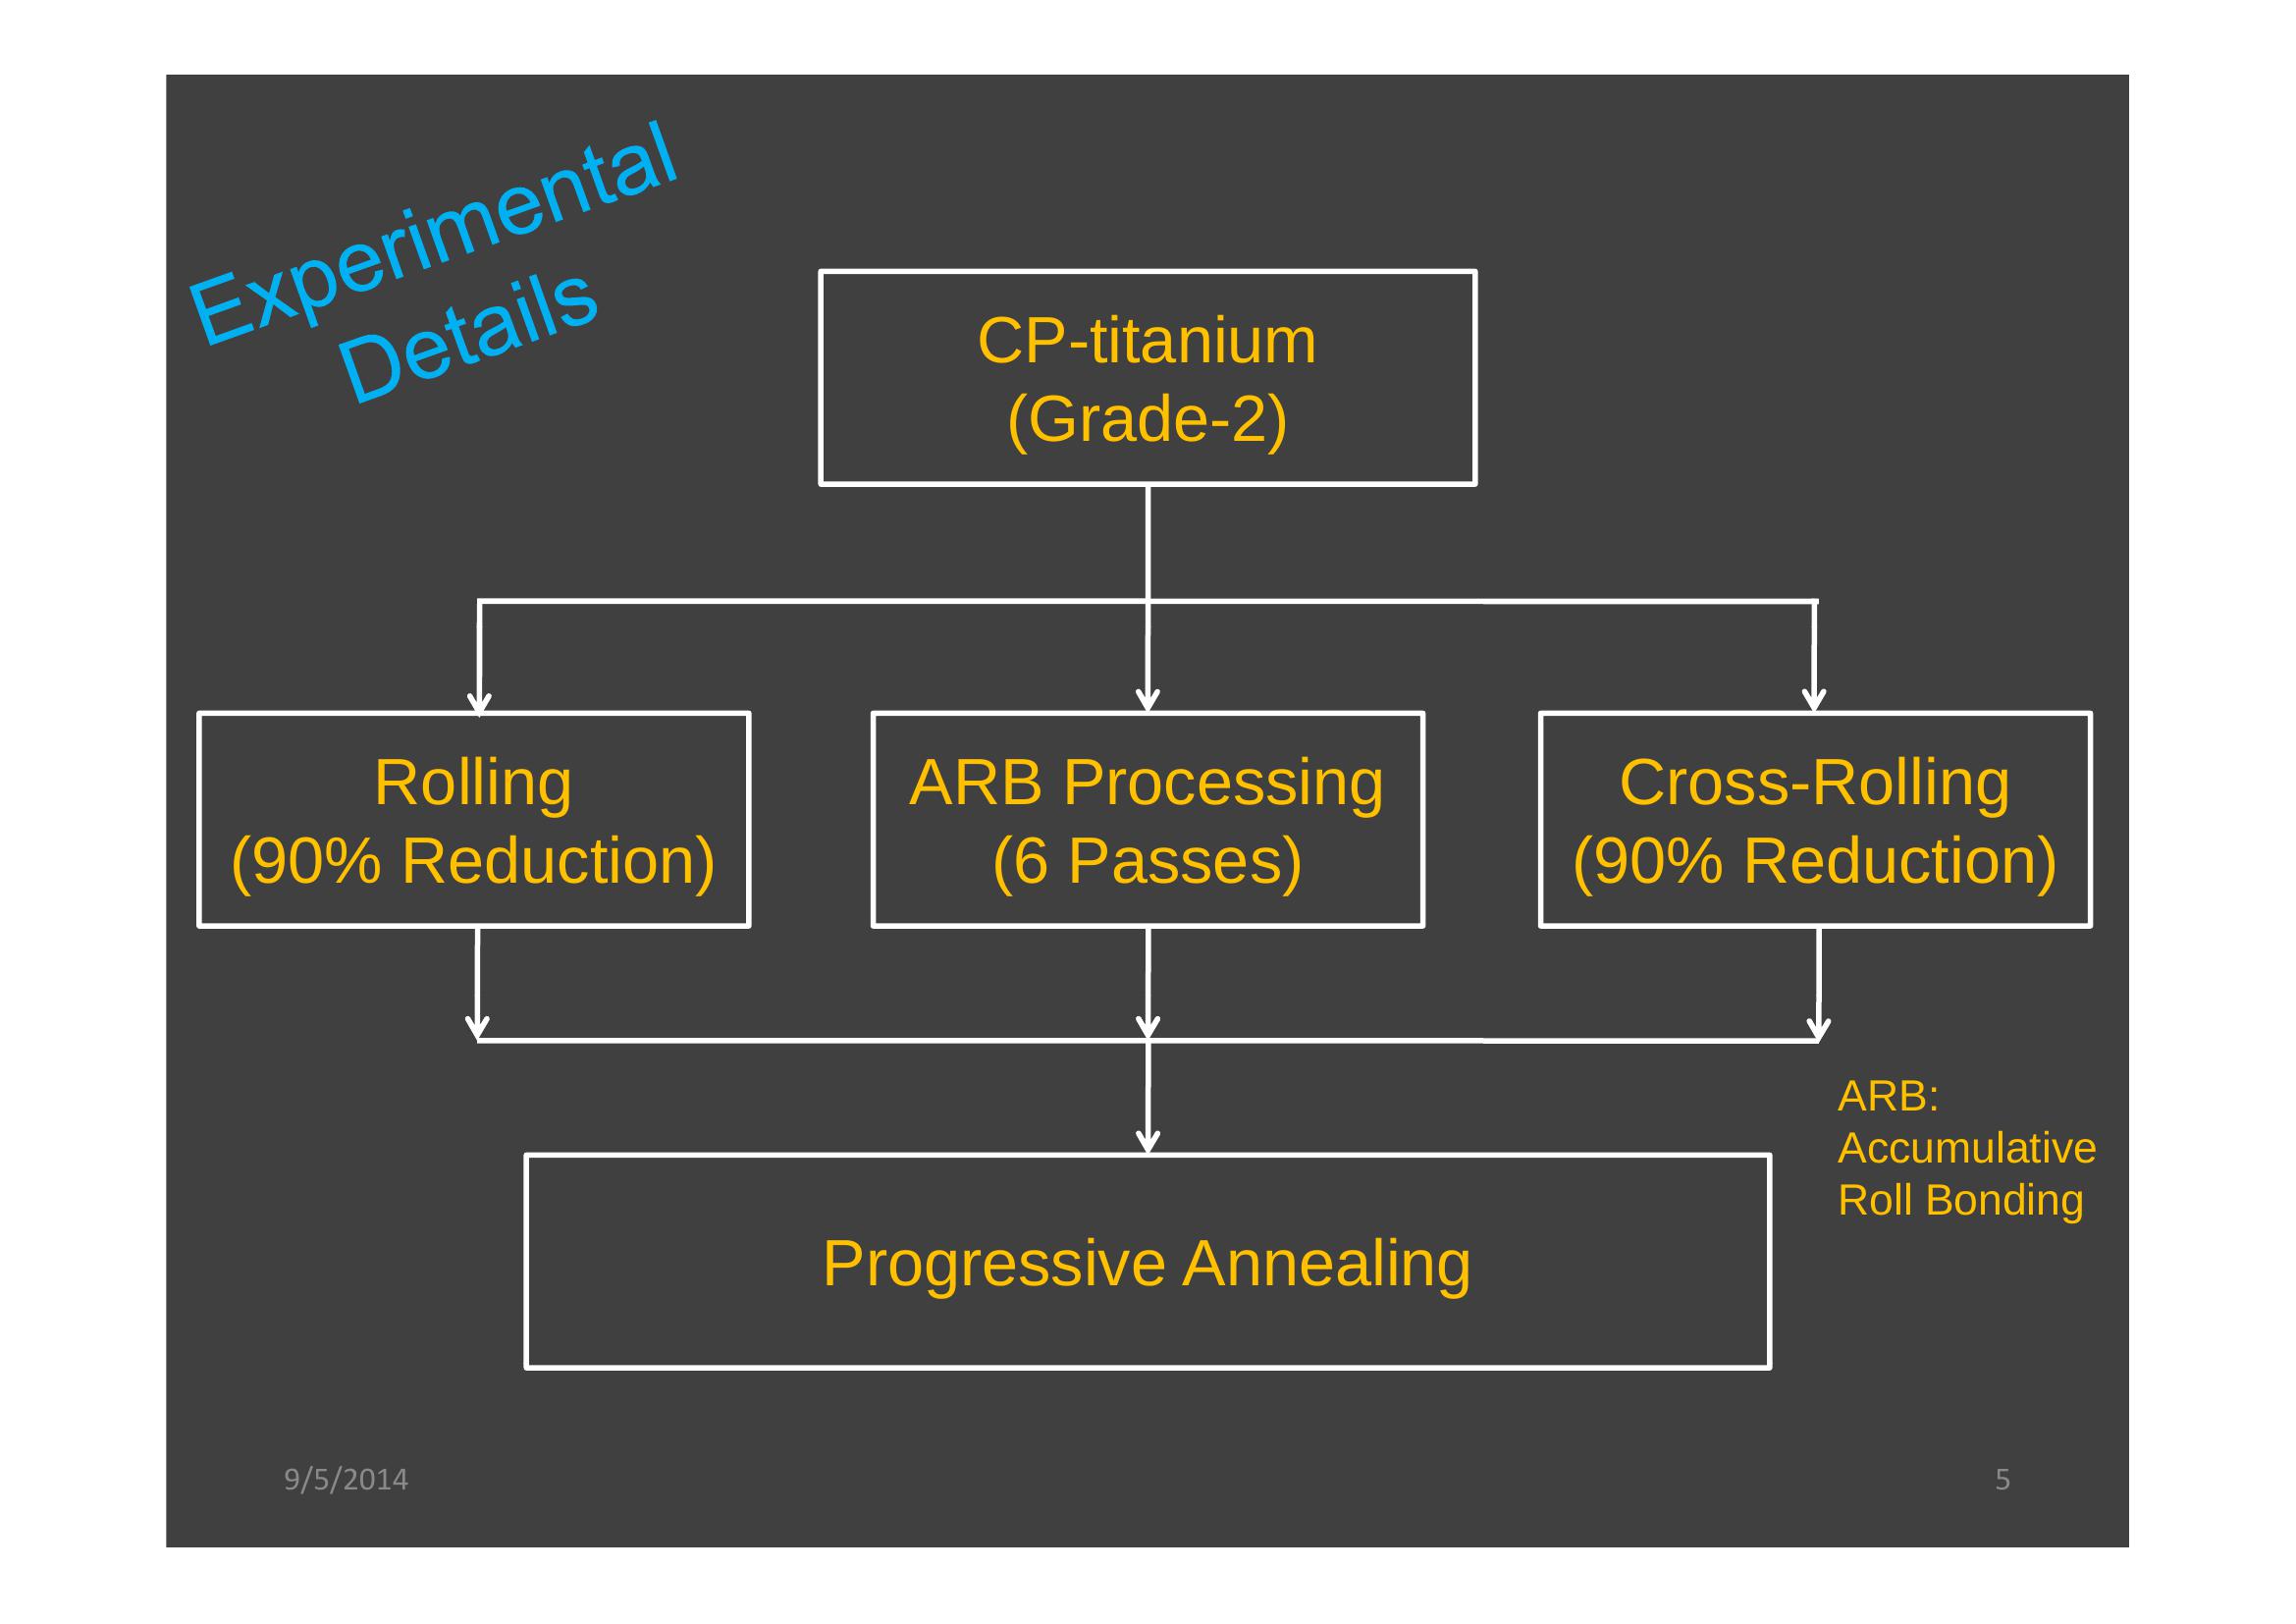 Experimental
Details
CP-titanium
(Grade-2)
Rolling
(90% Reduction)
ARB Processing
(6 Passes)
Cross-Rolling
(90% Reduction)
ARB:
Accumulative
Roll Bonding
Progressive Annealing
9/5/2014
5